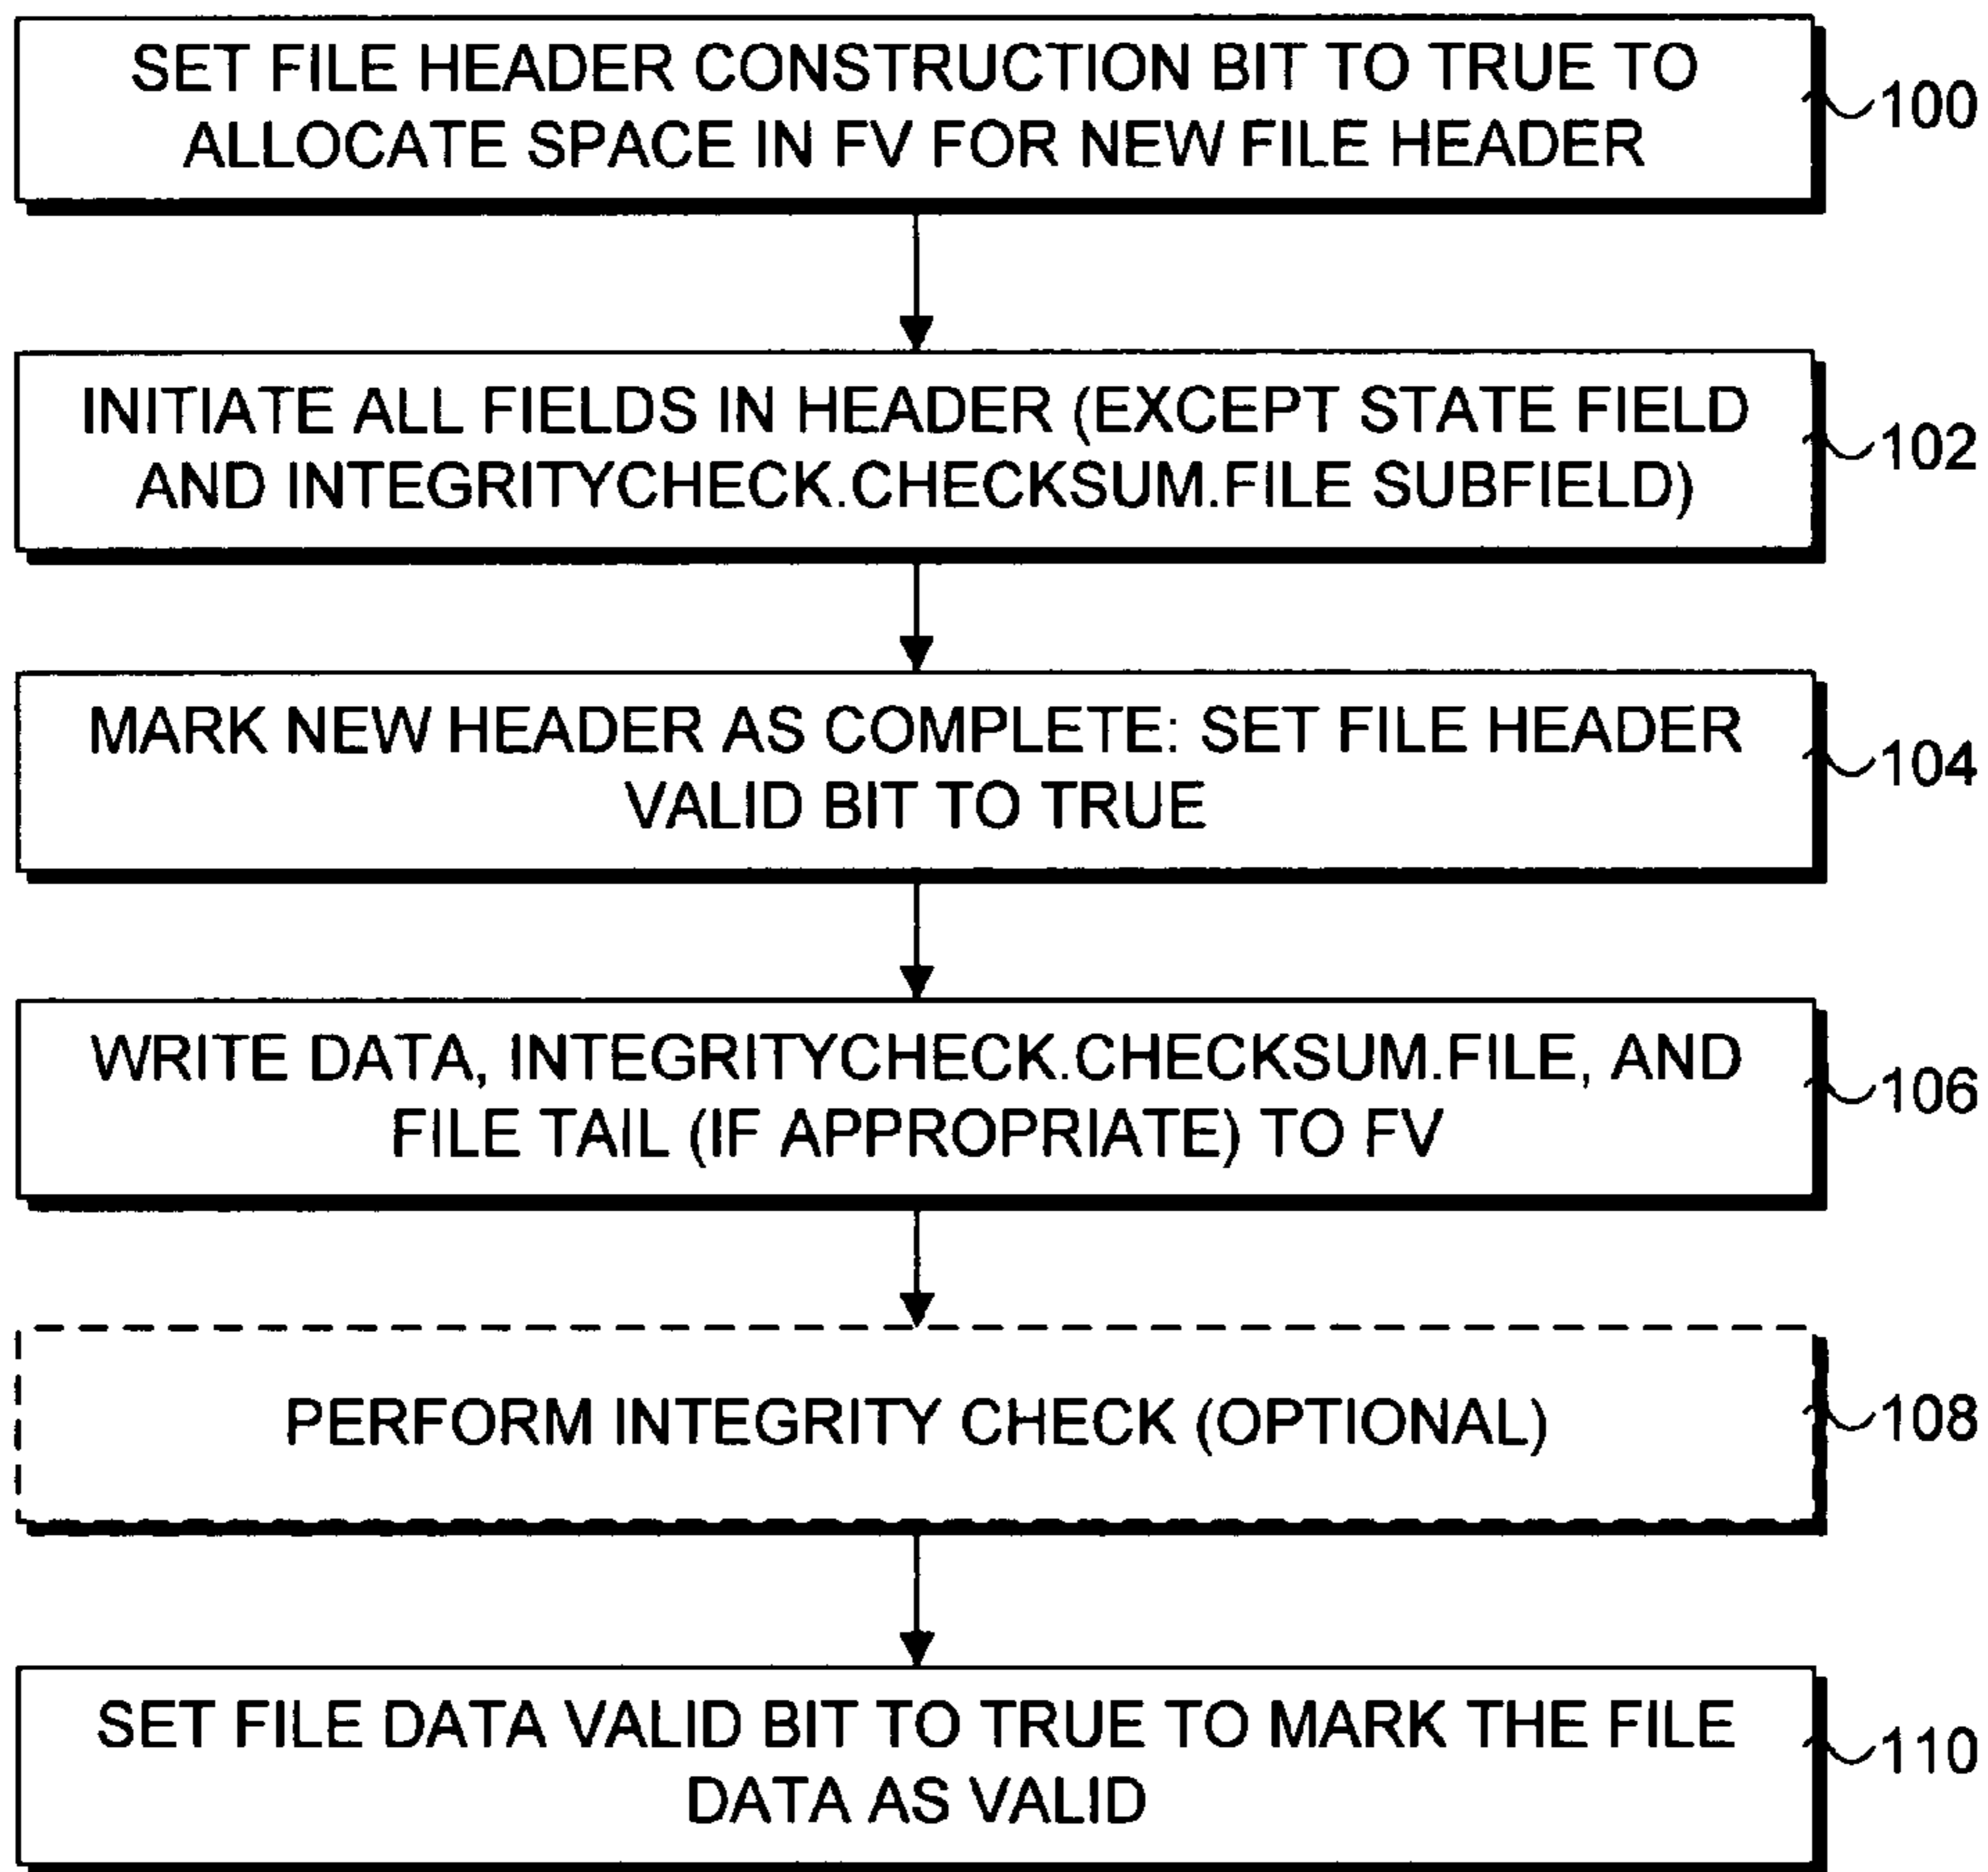 SET FILE HEADER CONSTRUCTION BIT TO TRUE TO
ALLOCATE SPACE IN FV FOR NEW FILE HEADER
100
INITIATE ALL FIELDS IN HEADER (EXCEPT STATE FIELD
AND INTEGRITYCHECK.CHECKSUM.FILE SUBFIELD)
102
MARK NEW HEADER AS COMPLETE: SET FILE HEADER
VALID BIT TO TRUE
104
WRITE DATA, INTEGRITYCHECK.CHECKSUM.FILE, AND
FILE TAIL (IF APPROPRIATE) TO FV
106
PERFORM INTEGRITY CHECK (OPTIONAL)
108
SET FILE DATA VALID BIT TO TRUE TO MARK THE FILE
DATA AS VALID
110